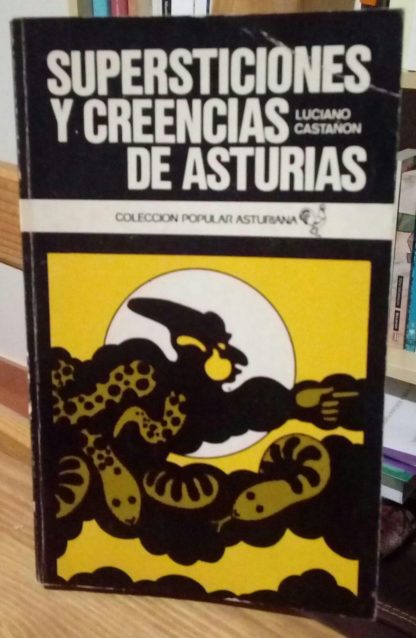 SUPERSTICIONES
Y CREENCIAS
LUCIANO
CASTAÑON
DE ASTURIAS
COLECCION POPULAR ASTURIANA